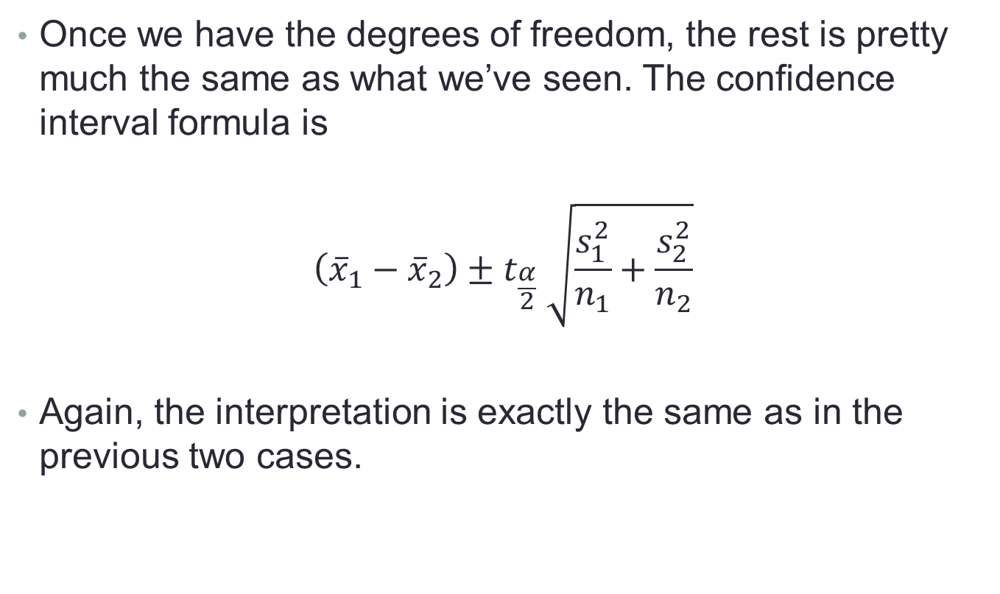 • Once we have the degrees of freedom, the rest is pretty
much the same as what we’ve seen. The confidence
interval formula is
$(\bar{x}_1 - \bar{x}_2) \pm t_{\frac{\alpha}{2}} \sqrt{\frac{s_1^2}{n_1} + \frac{s_2^2}{n_2}}$
• Again, the interpretation is exactly the same as in the
previous two cases.